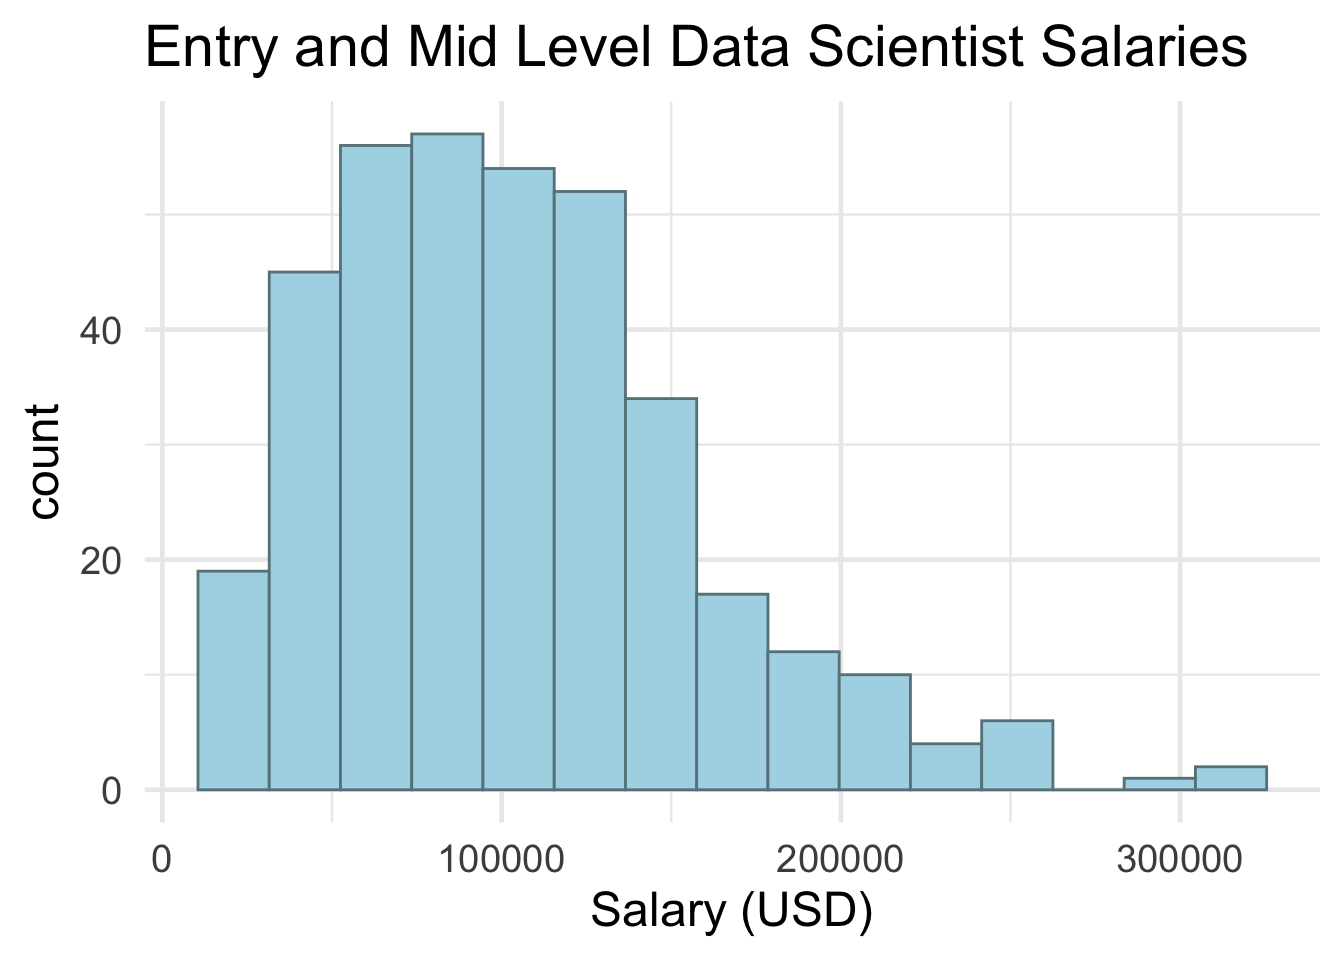 Entry and Mid Level Data Scientist Salaries
count
40
20
0
0 100000 200000 300000
Salary (USD)